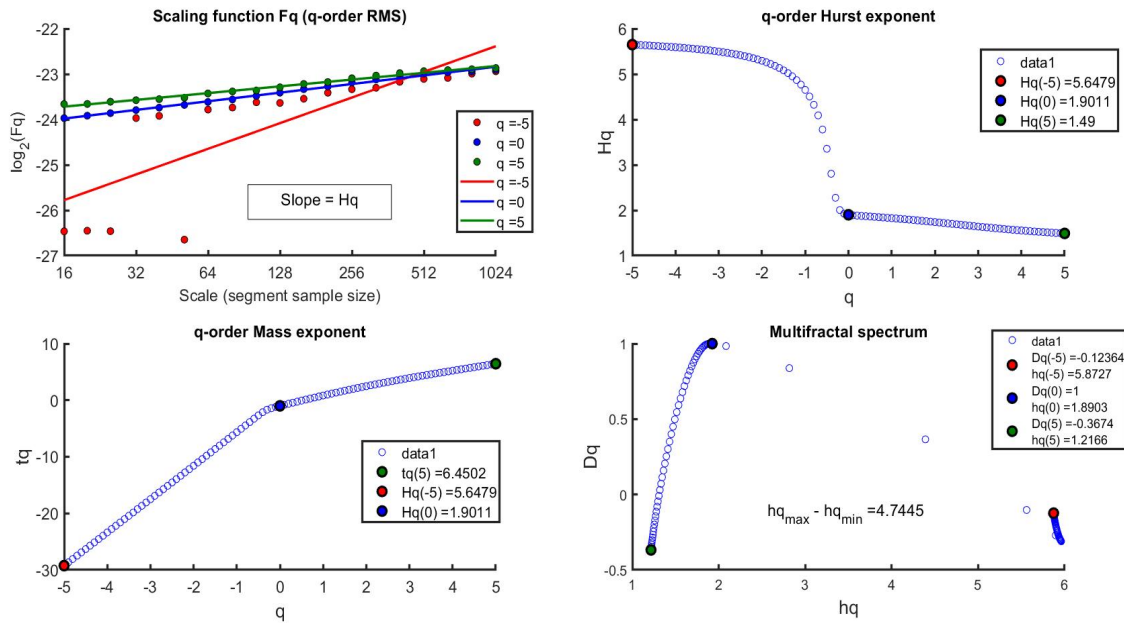 Scaling function Fq (q-order RMS)
-22
-23
-24
-25
-26
-27
log2(Fq)
16 32 64 128 256 512 1024
Scale (segment sample size)
Slope = Hq
q =-5
q =0
q =5
q =-5
q =0
q =5
q-order Hurst exponent
6
5
4
3
2
1
Hq
-5 -4 -3 -2 -1 0 1 2 3 4 5
q
data1
Hq(-5) =5.6479
Hq(0) =1.9011
Hq(5) =1.49
q-order Mass exponent
10
0
-10
-20
-30
tq
-5 -4 -3 -2 -1 0 1 2 3 4 5
q
data1
tq(5) =6.4502
Hq(-5) =5.6479
Hq(0) =1.9011
Multifractal spectrum
1
0.5
0
-0.5
Dq
1 2 3 4 5 6
hq
hqmax - hqmin =4.7445
data1
Dq(-5) =-0.12364
hq(-5) =5.8727
Dq(0) =1
hq(0) =1.8903
Dq(5) =-0.3674
hq(5) =1.2166